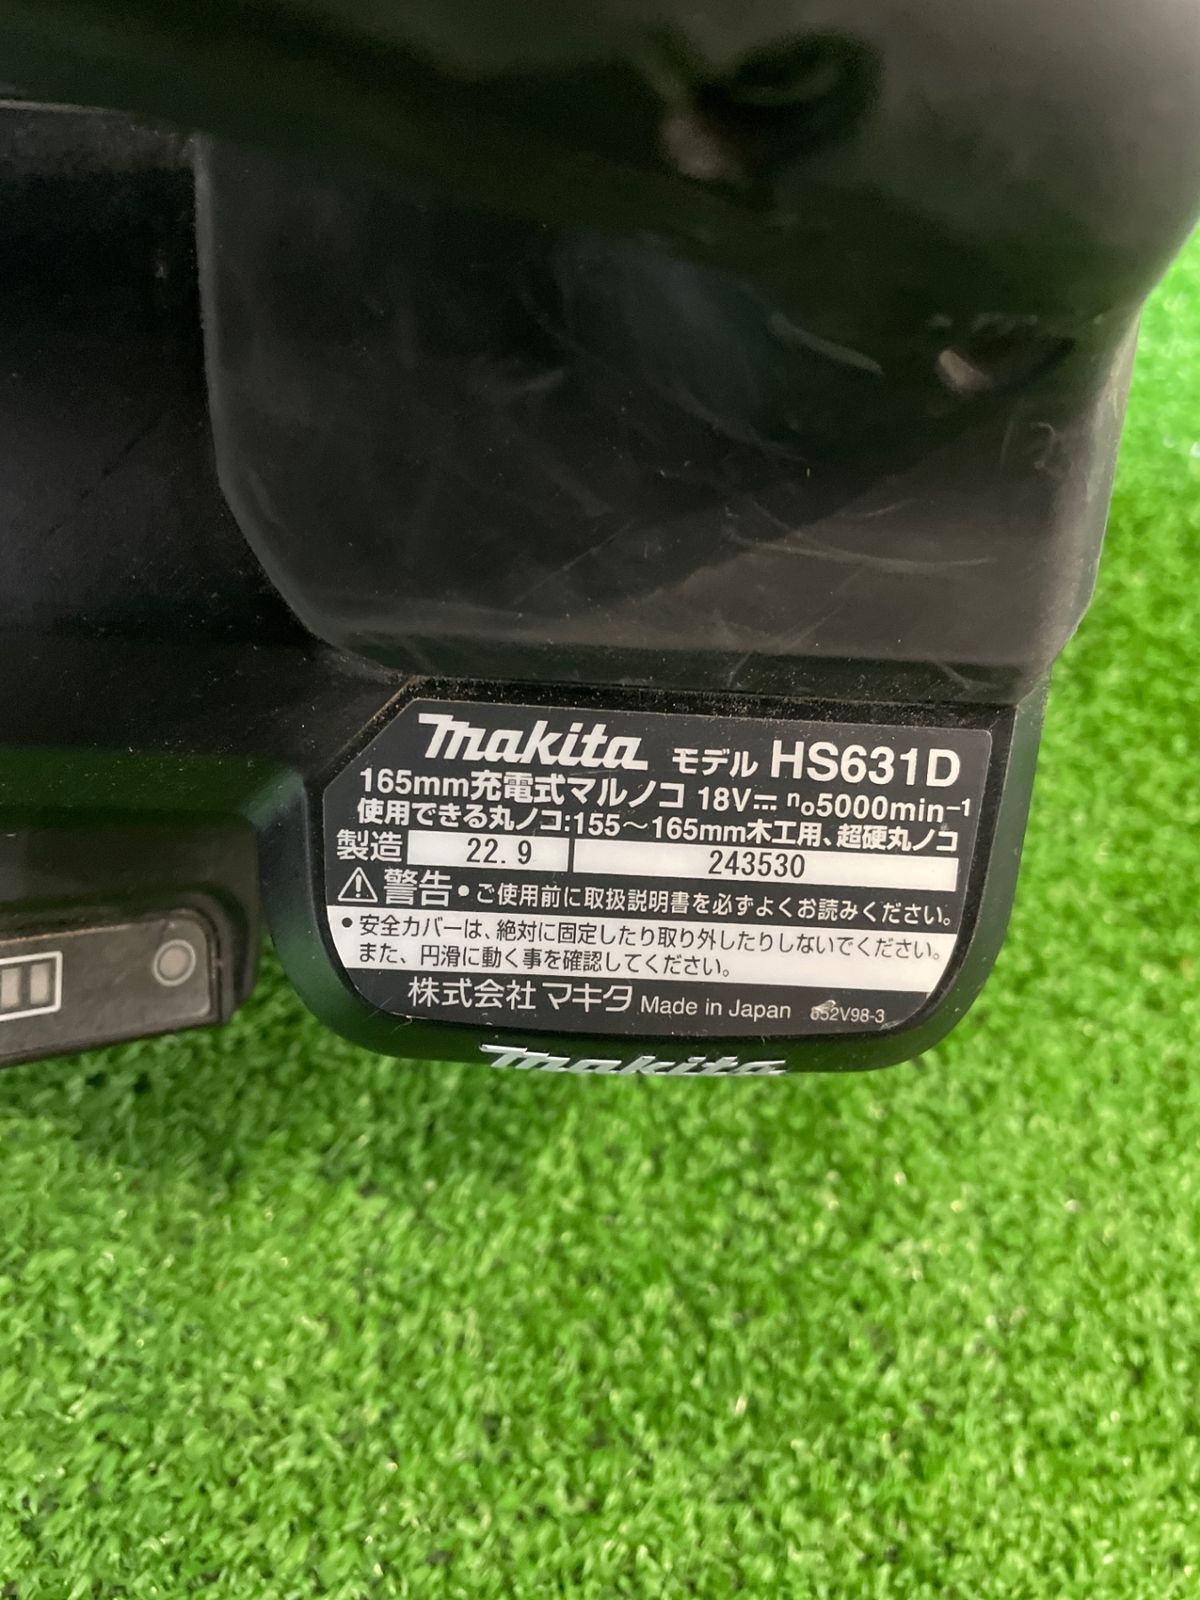 makita モデル HS631D
165mm充電式マルノコ 18V⎓ n₀5000min⁻¹
使用できる丸ノコ:155～165mm木工用、超硬丸ノコ
製造 22.9 243530
⚠警告 ●ご使用前に取扱説明書を必ずよくお読みください。
●安全カバーは、絶対に固定したり取り外したりしないでください。
また、円滑に動く事を確認してください。
株式会社マキタ Made in Japan 852V98-3
makita